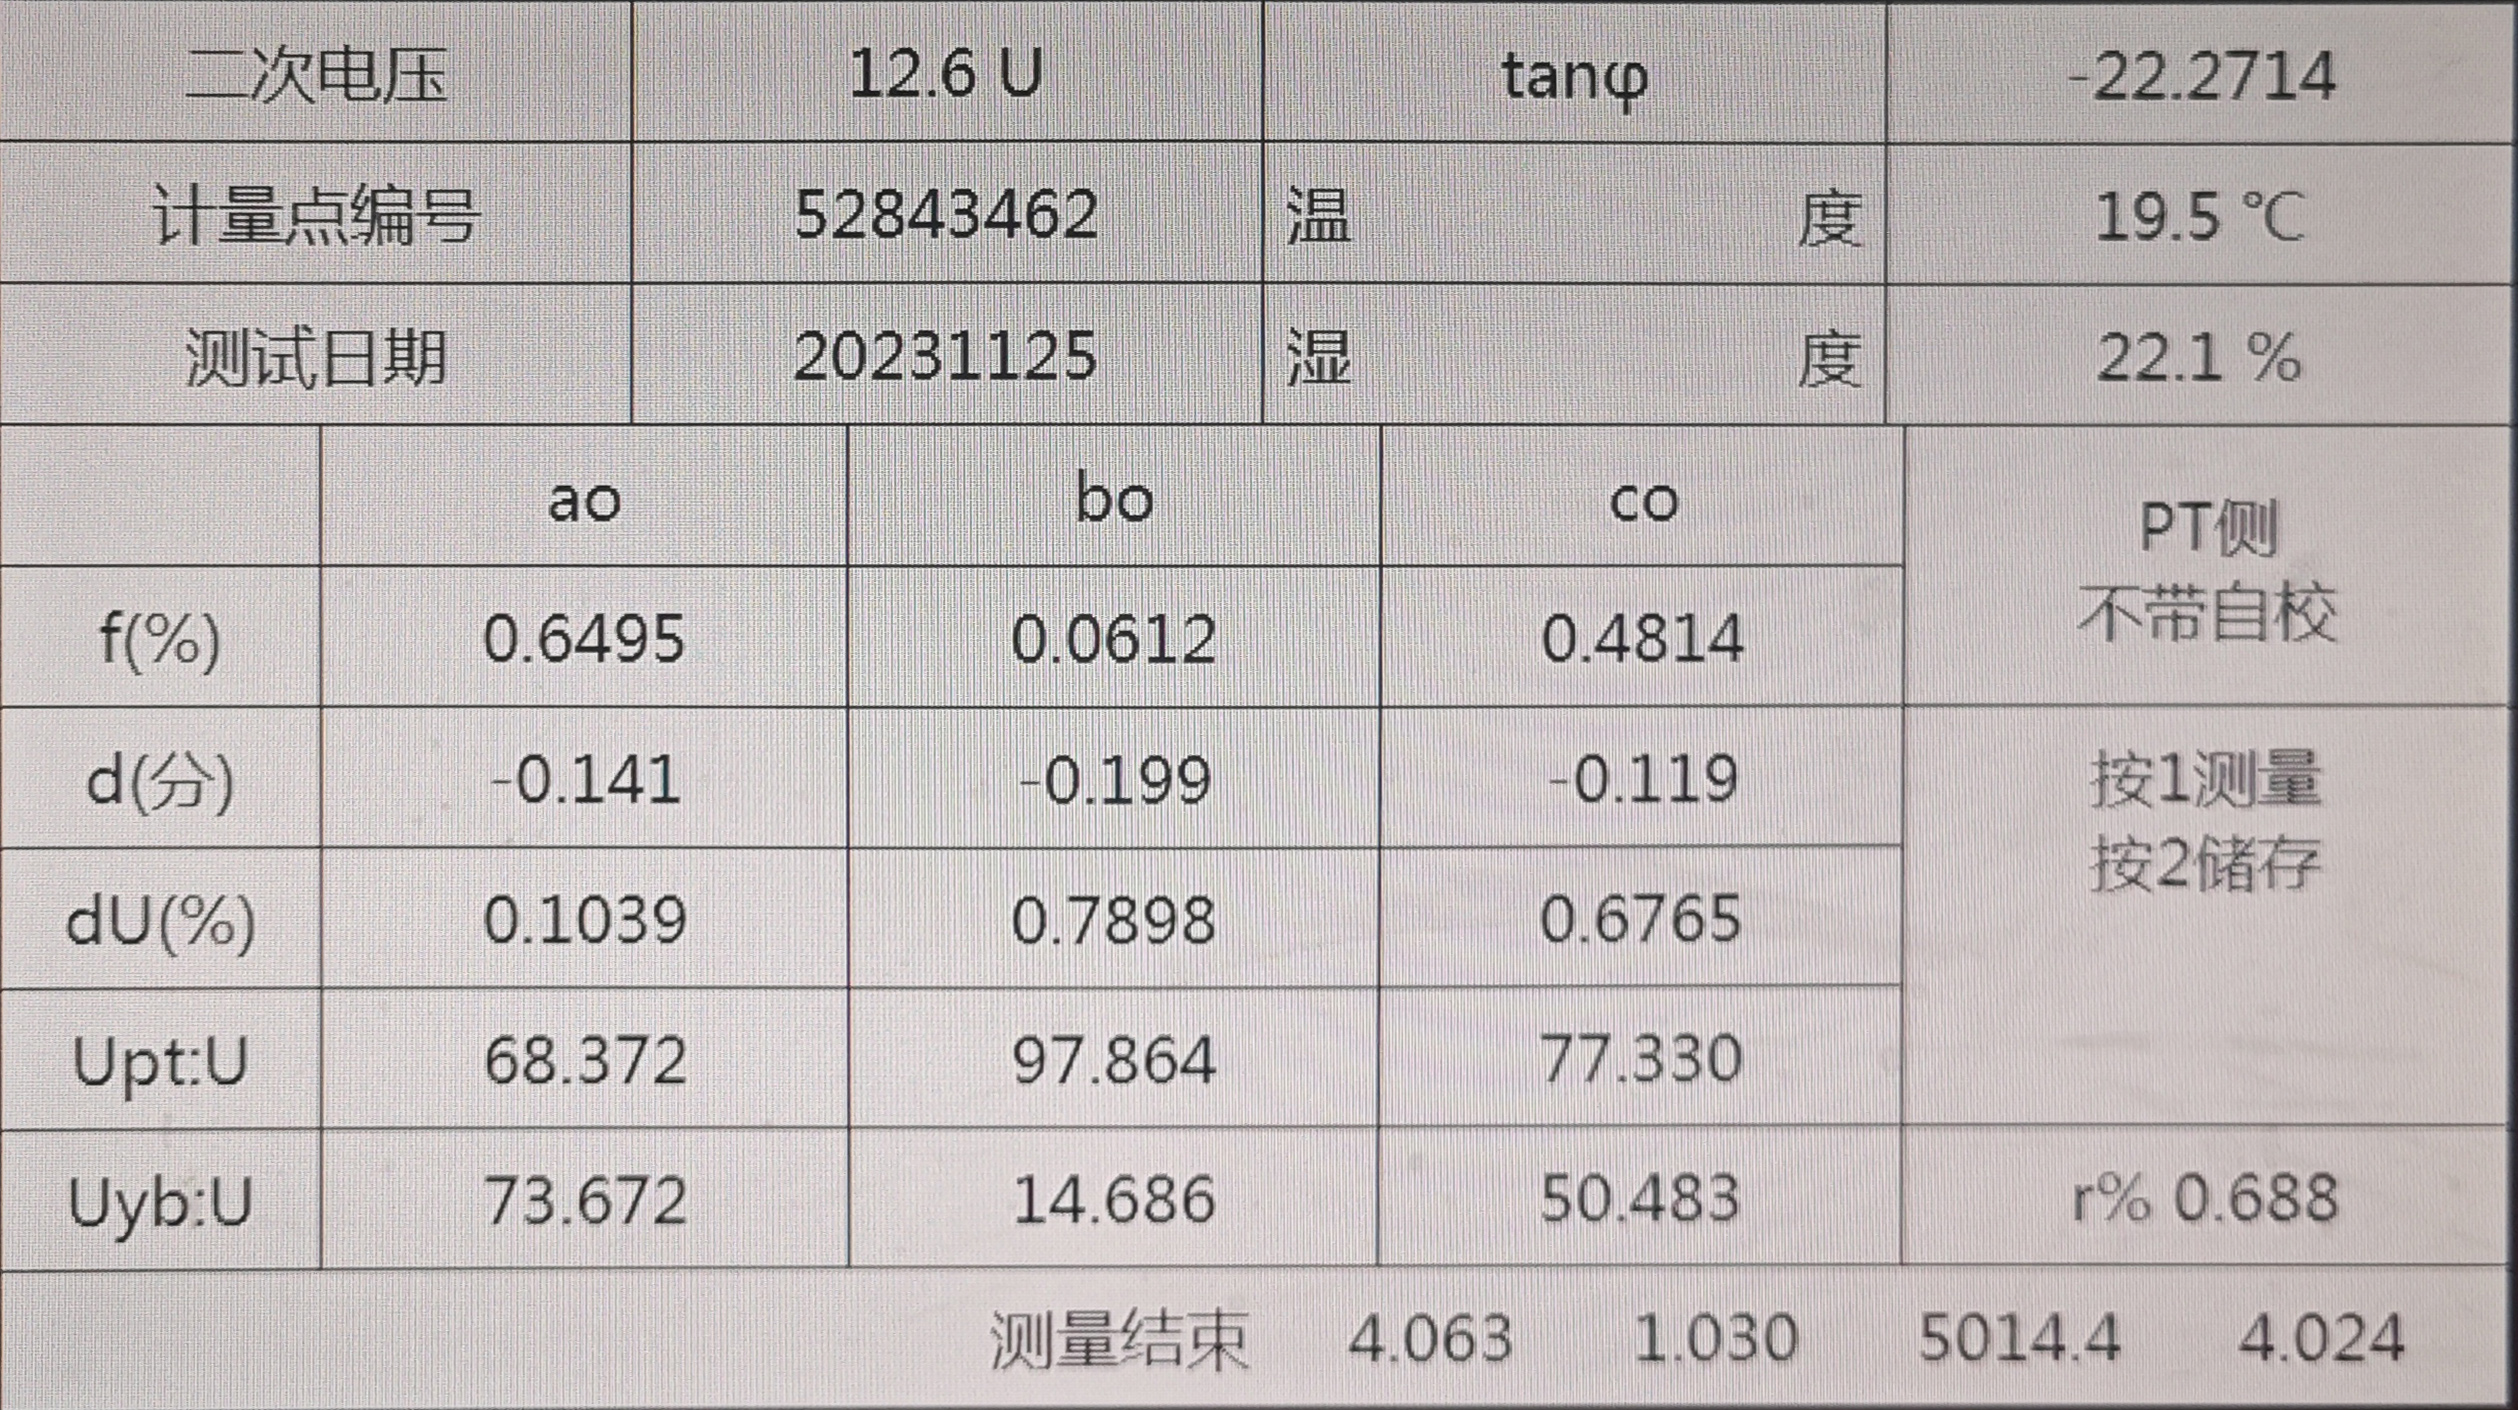 二次电压 12.6 U tanφ -22.2714
计量点编号 52843462 温度 19.5 ℃
测试日期 20231125 湿度 22.1 %
ao bo co PT侧
不带自校
f(%) 0.6495 0.0612 0.4814
d(分) -0.141 -0.199 -0.119 按1测量
按2储存
dU(%) 0.1039 0.7898 0.6765
Upt:U 68.372 97.864 77.330
Uyb:U 73.672 14.686 50.483 r% 0.688
测量结束 4.063 1.030 5014.4 4.024